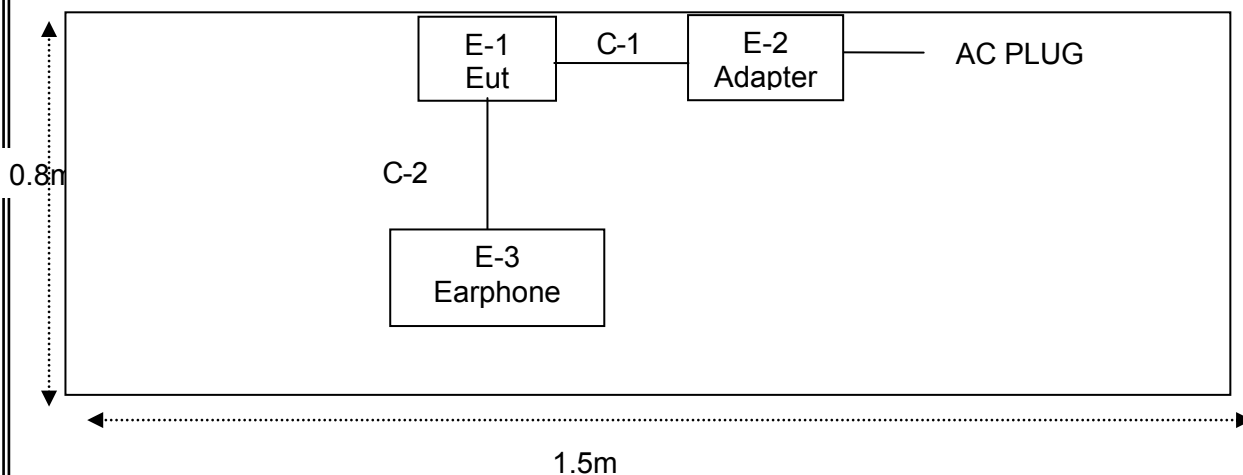 E-1
Eut
C-1
E-2
Adapter
AC PLUG
0.8m
C-2
E-3
Earphone
1.5m